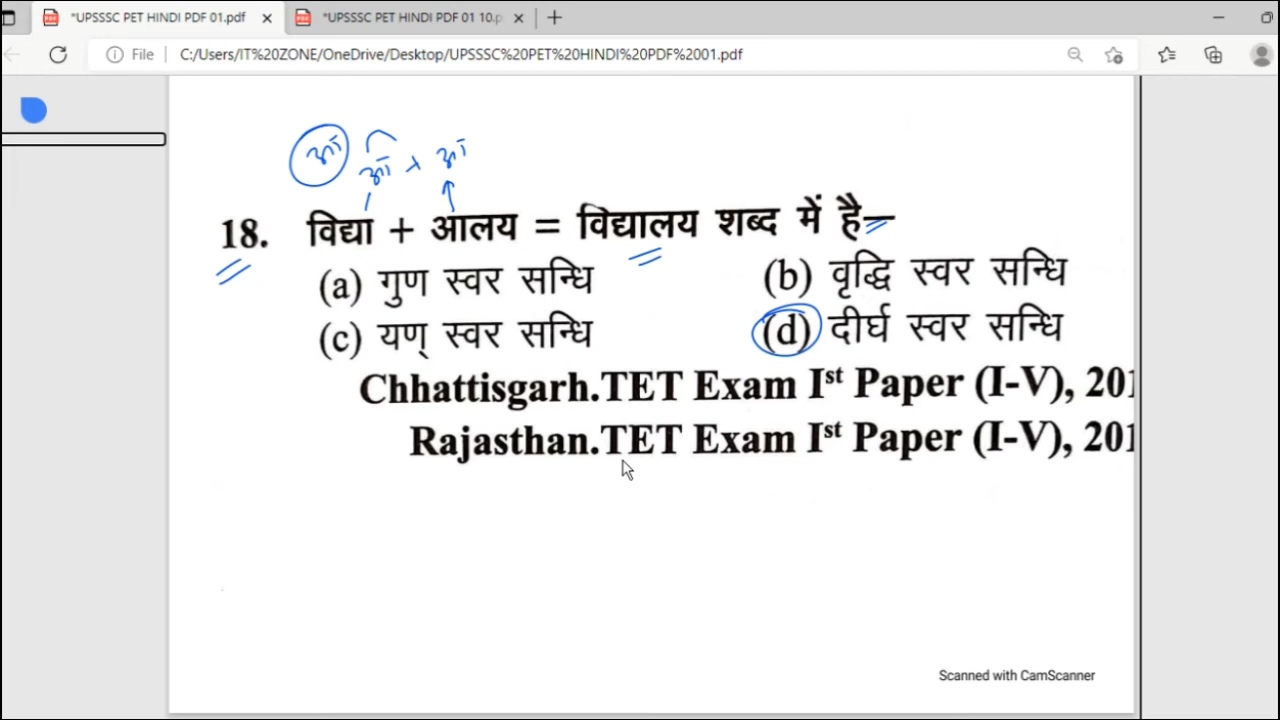 *UPSSSC PET HINDI PDF 01.pdf
*UPSSSC PET HINDI PDF 01 10.p
File
C:/Users/IT%20ZONE/OneDrive/Desktop/UPSSSC%20PET%20HINDI%20PDF%2001.pdf
आ आ + आ
18. विद्या + आलय = विद्यालय शब्द में है—
(a) गुण स्वर सन्धि (b) वृद्धि स्वर सन्धि
(c) यण् स्वर सन्धि (d) दीर्घ स्वर सन्धि
Chhattisgarh.TET Exam Ist Paper (I-V), 201
Rajasthan.TET Exam Ist Paper (I-V), 201
Scanned with CamScanner